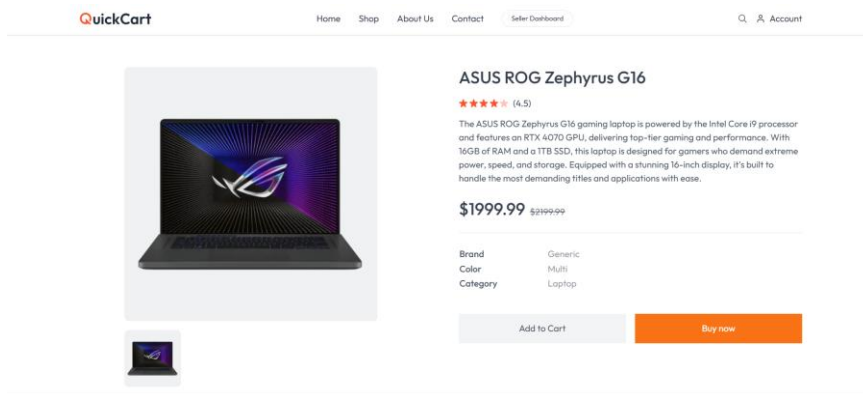 QuickCart
Home Shop About Us Contact Seller Dashboard Account
ASUS ROG Zephyrus G16
(4.5)
The ASUS ROG Zephyrus G16 gaming laptop is powered by the Intel Core i9 processor
and features an RTX 4070 GPU, delivering top-tier gaming and performance. With
16GB of RAM and a 1TB SSD, this laptop is designed for gamers who demand extreme
power, speed, and storage. Equipped with a stunning 16-inch display, it's built to
handle the most demanding titles and applications with ease.
$1999.99 $2199.99
Brand Generic
Color Multi
Category Laptop
Add to Cart Buy now